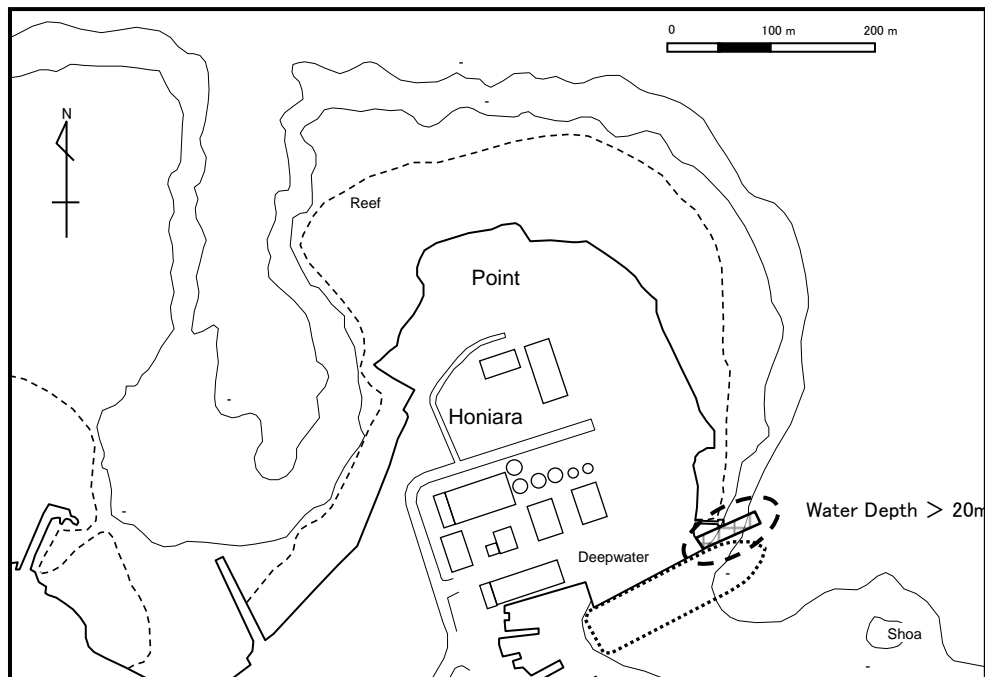 0 100 m 200 m
N
Reef
Point
Honiara
Water Depth > 20m
Deepwater
Shoa